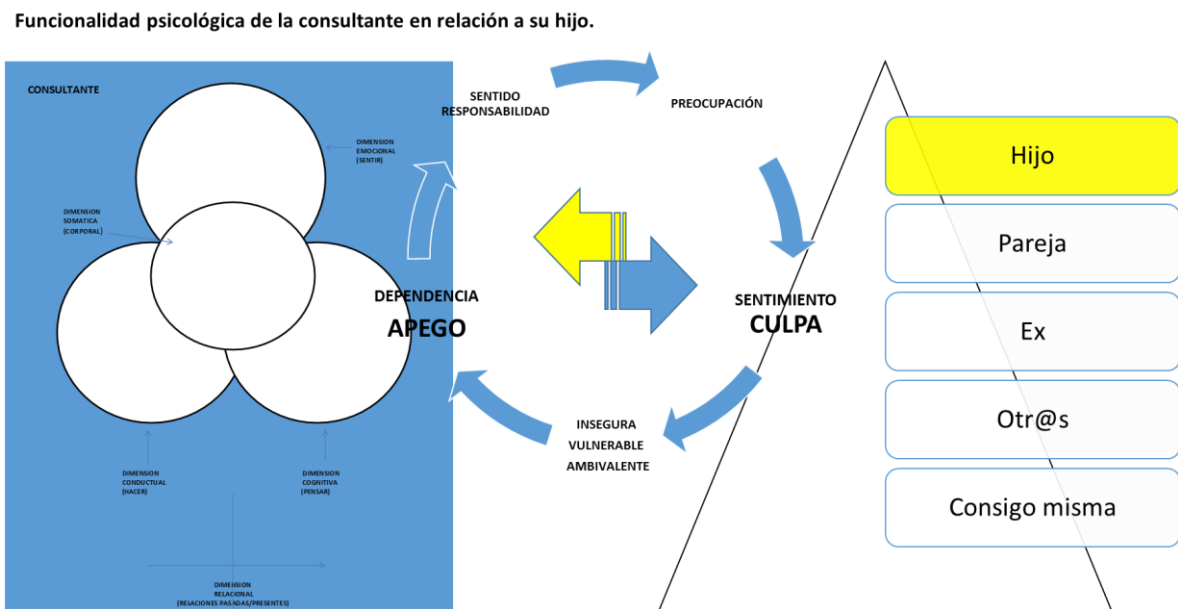 Funcionalidad psicológica de la consultante en relación a su hijo.
CONSULTANTE
DIMENSION
EMOCIONAL
(SENTIR)
DIMENSION
SOMATICA
(CORPORAL)
DIMENSION
CONDUCTUAL
(HACER)
DIMENSION
COGNITIVA
(PENSAR)
DIMENSION
RELACIONAL
(RELACIONES PASADAS/PRESENTES)
SENTIDO
RESPONSABILIDAD
PREOCUPACIÓN
SENTIMIENTO
CULPA
INSEGURA
VULNERABLE
AMBIVALENTE
DEPENDENCIA
APEGO
Hijo
Pareja
Ex
Otr@s
Consigo misma